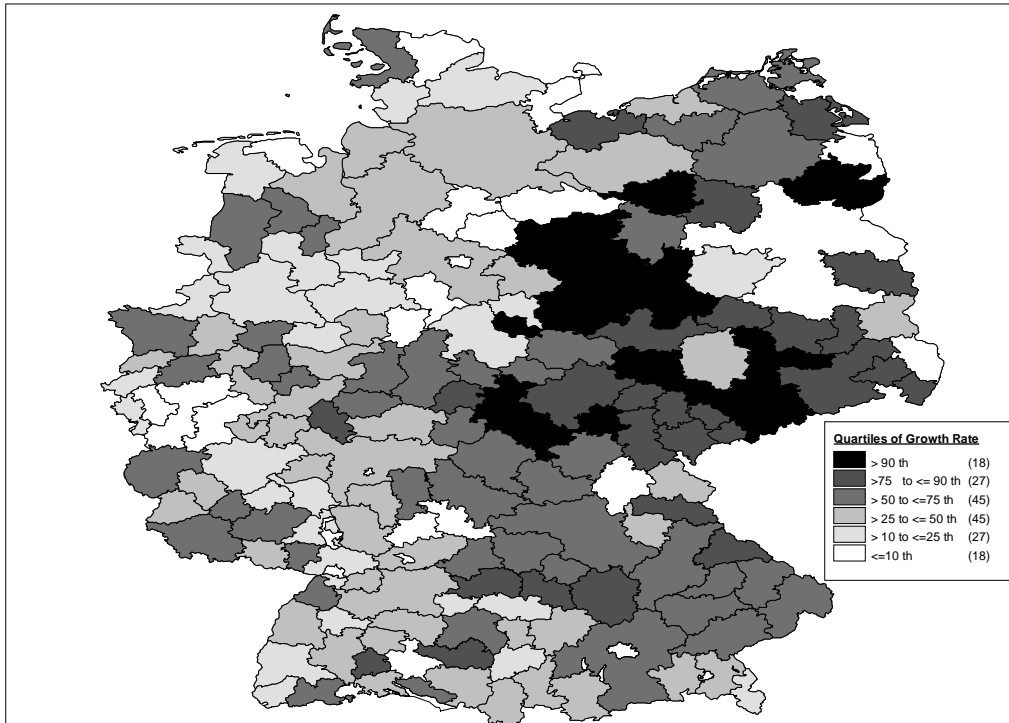 Quartiles of Growth Rate
> 90 th (18)
>75 to <= 90 th (27)
> 50 to <=75 th (45)
> 25 to <= 50 th (45)
> 10 to <=25 th (27)
<=10 th (18)